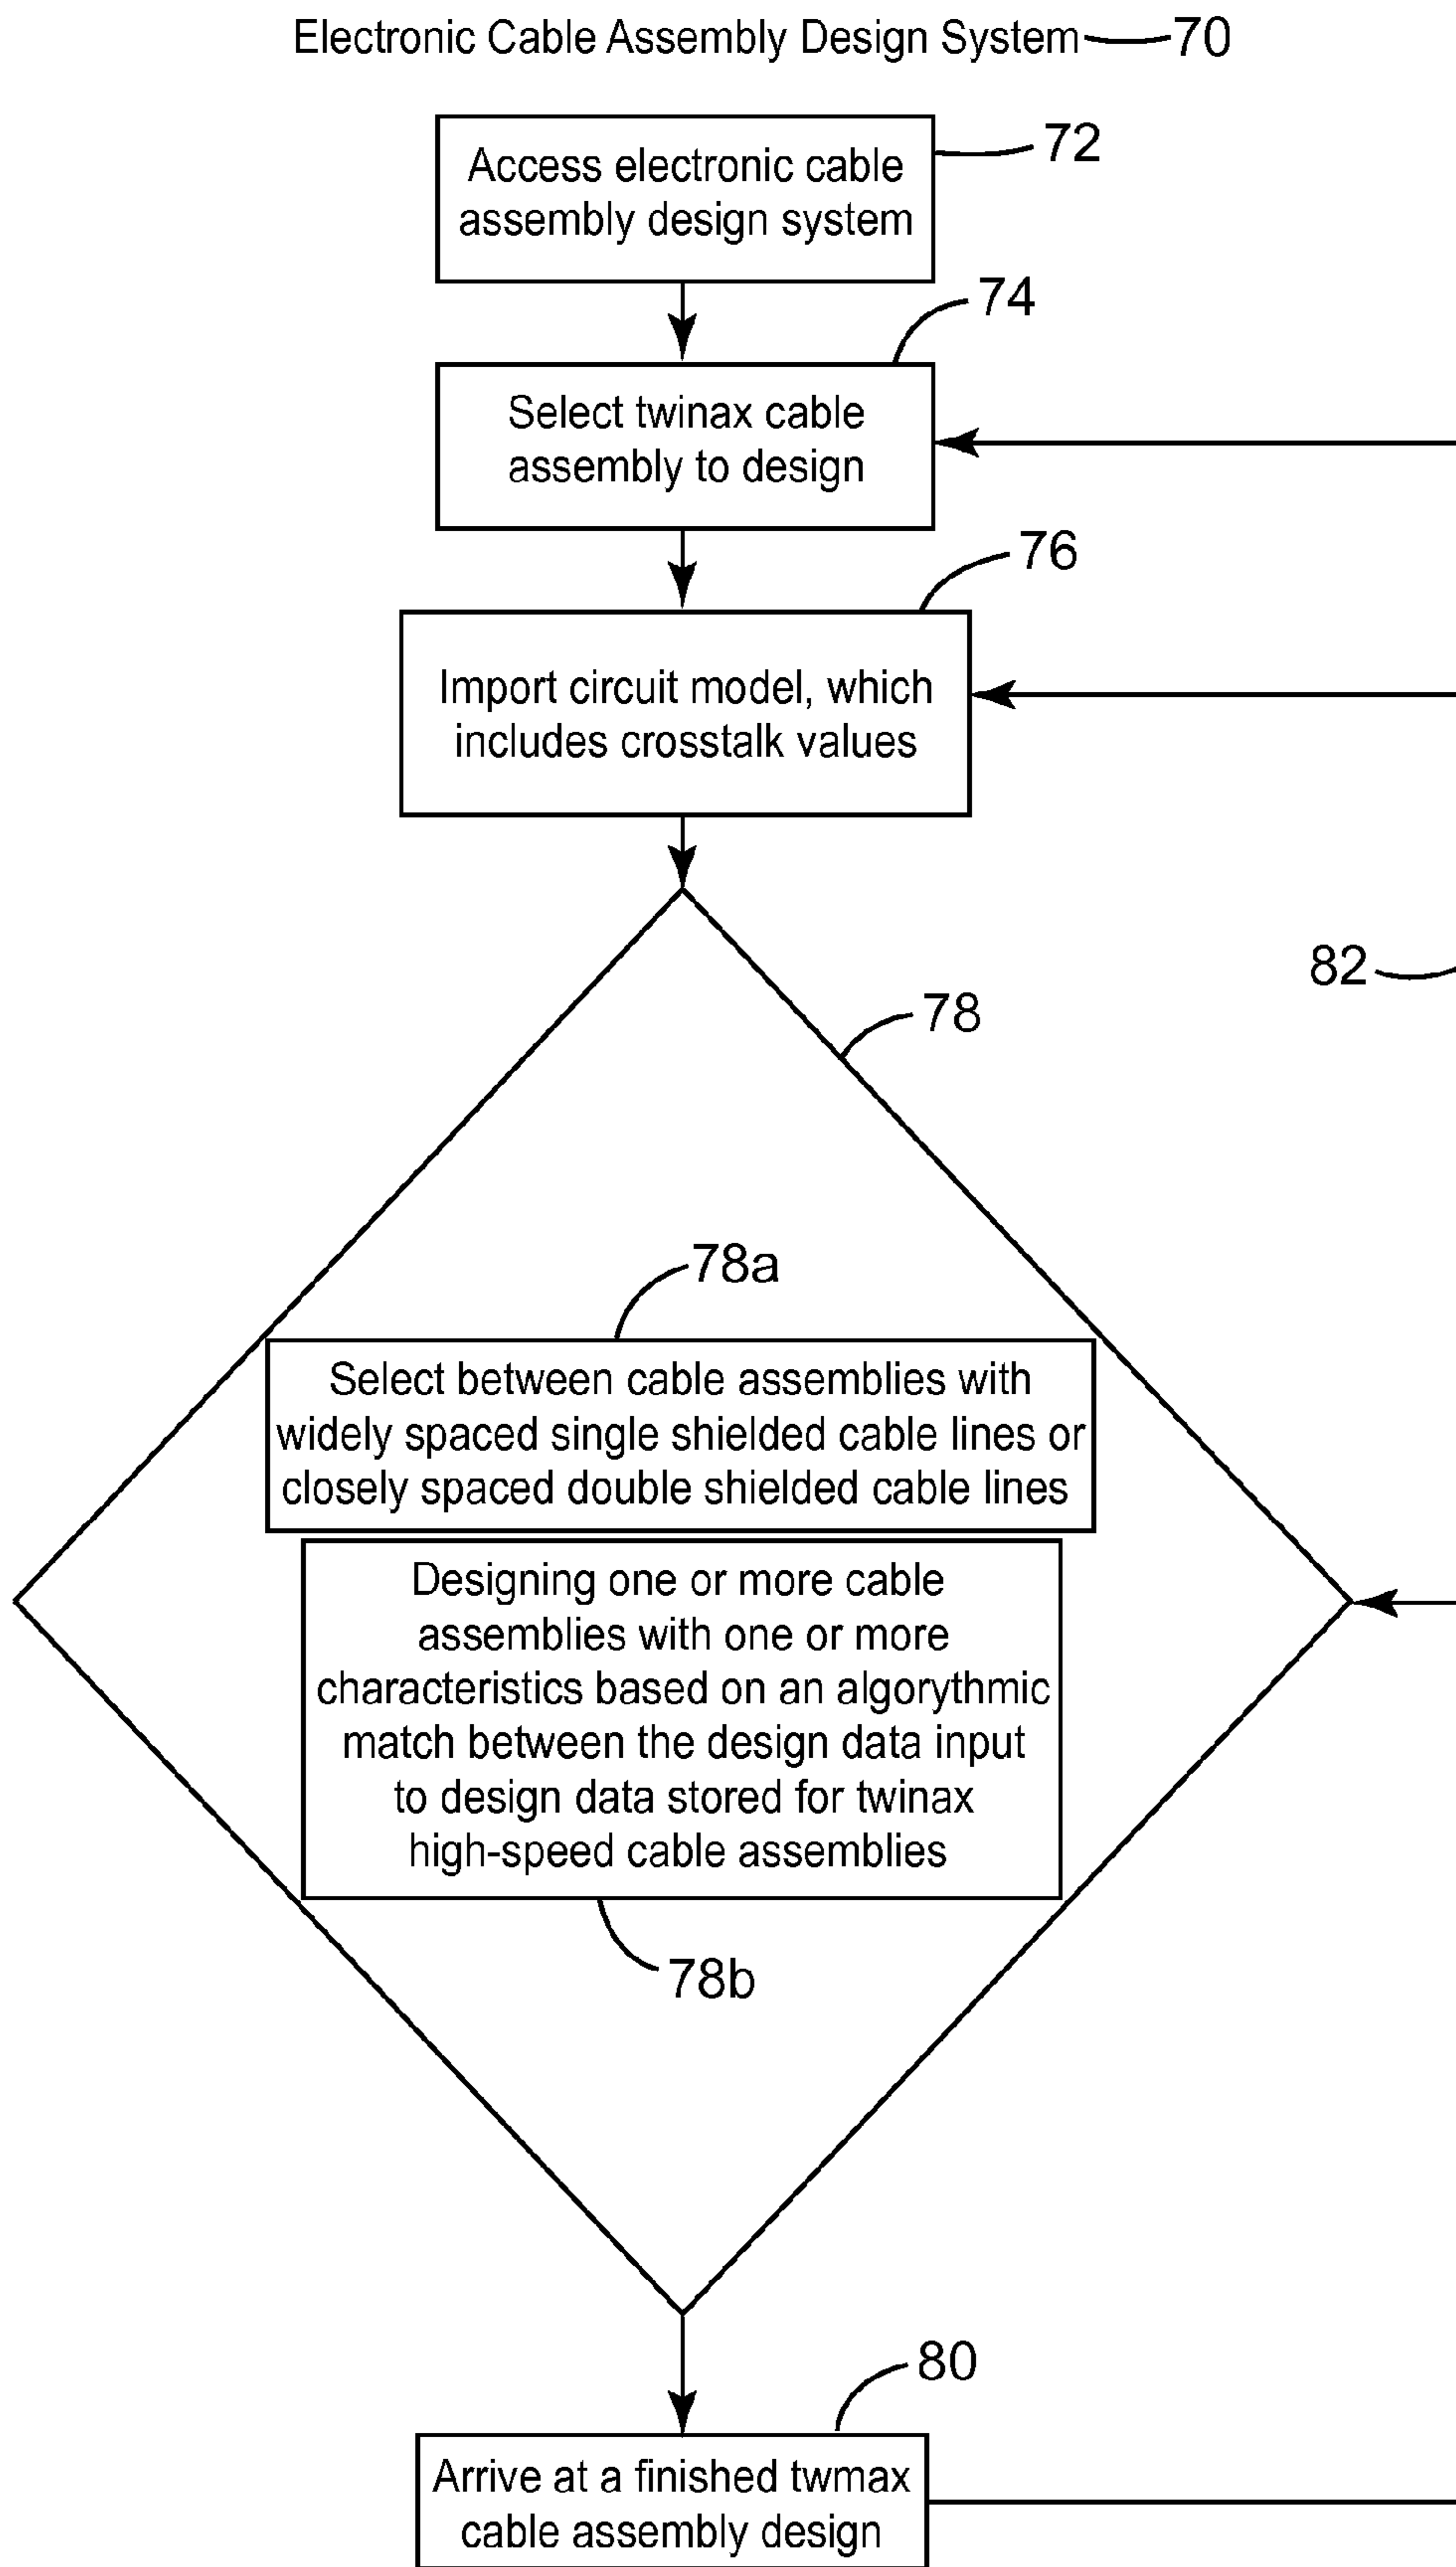 Electronic Cable Assembly Design System 70
Access electronic cable
assembly design system
72
74
Select twinax cable
assembly to design
76
Import circuit model, which
includes crosstalk values
82
78
78a
Select between cable assemblies with
widely spaced single shielded cable lines or
closely spaced double shielded cable lines
Designing one or more cable
assemblies with one or more
characteristics based on an algorythmic
match between the design data input
to design data stored for twinax
high-speed cable assemblies
78b
80
Arrive at a finished twmax
cable assembly design